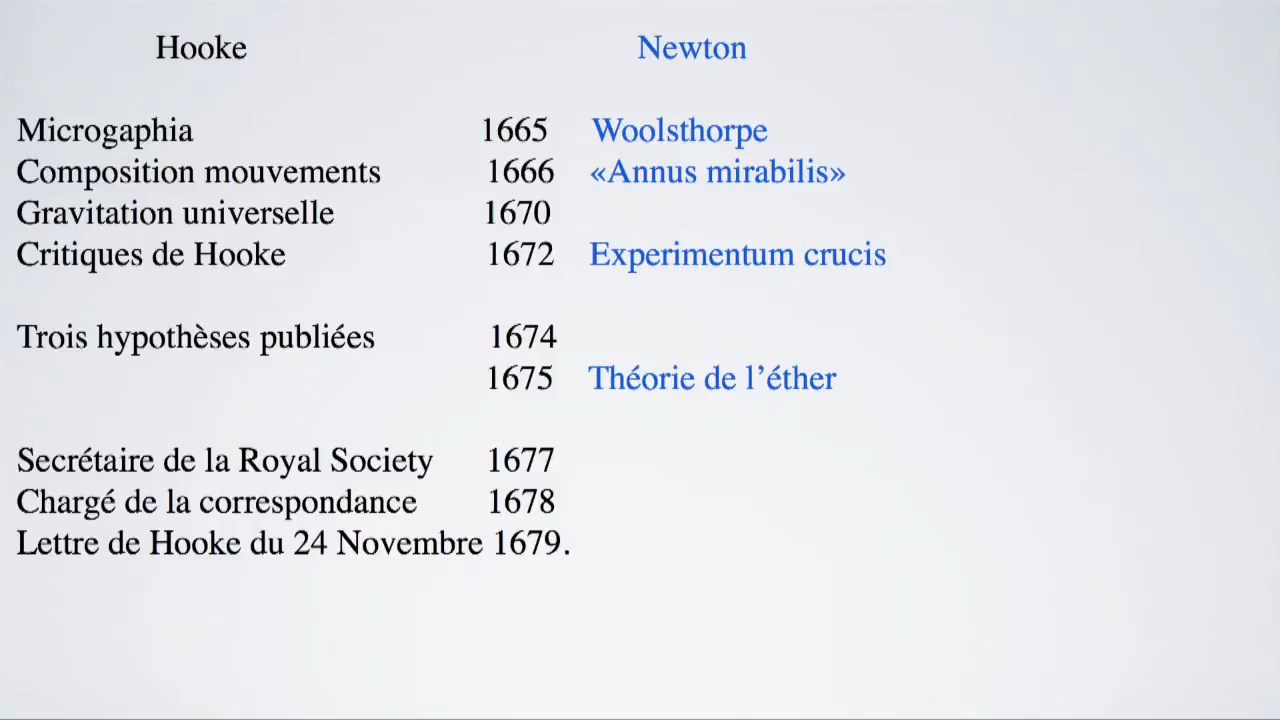 Hooke Newton
Microgaphia 1665 Woolsthorpe
Composition mouvements 1666 «Annus mirabilis»
Gravitation universelle 1670
Critiques de Hooke 1672 Experimentum crucis
Trois hypothèses publiées 1674
1675 Théorie de l’éther
Secrétaire de la Royal Society 1677
Chargé de la correspondance 1678
Lettre de Hooke du 24 Novembre 1679.